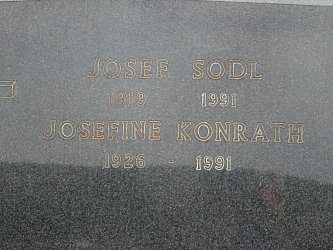 JOSEF SODL
1919 - 1991
JOSEFINE KONRATH
1926 - 1991